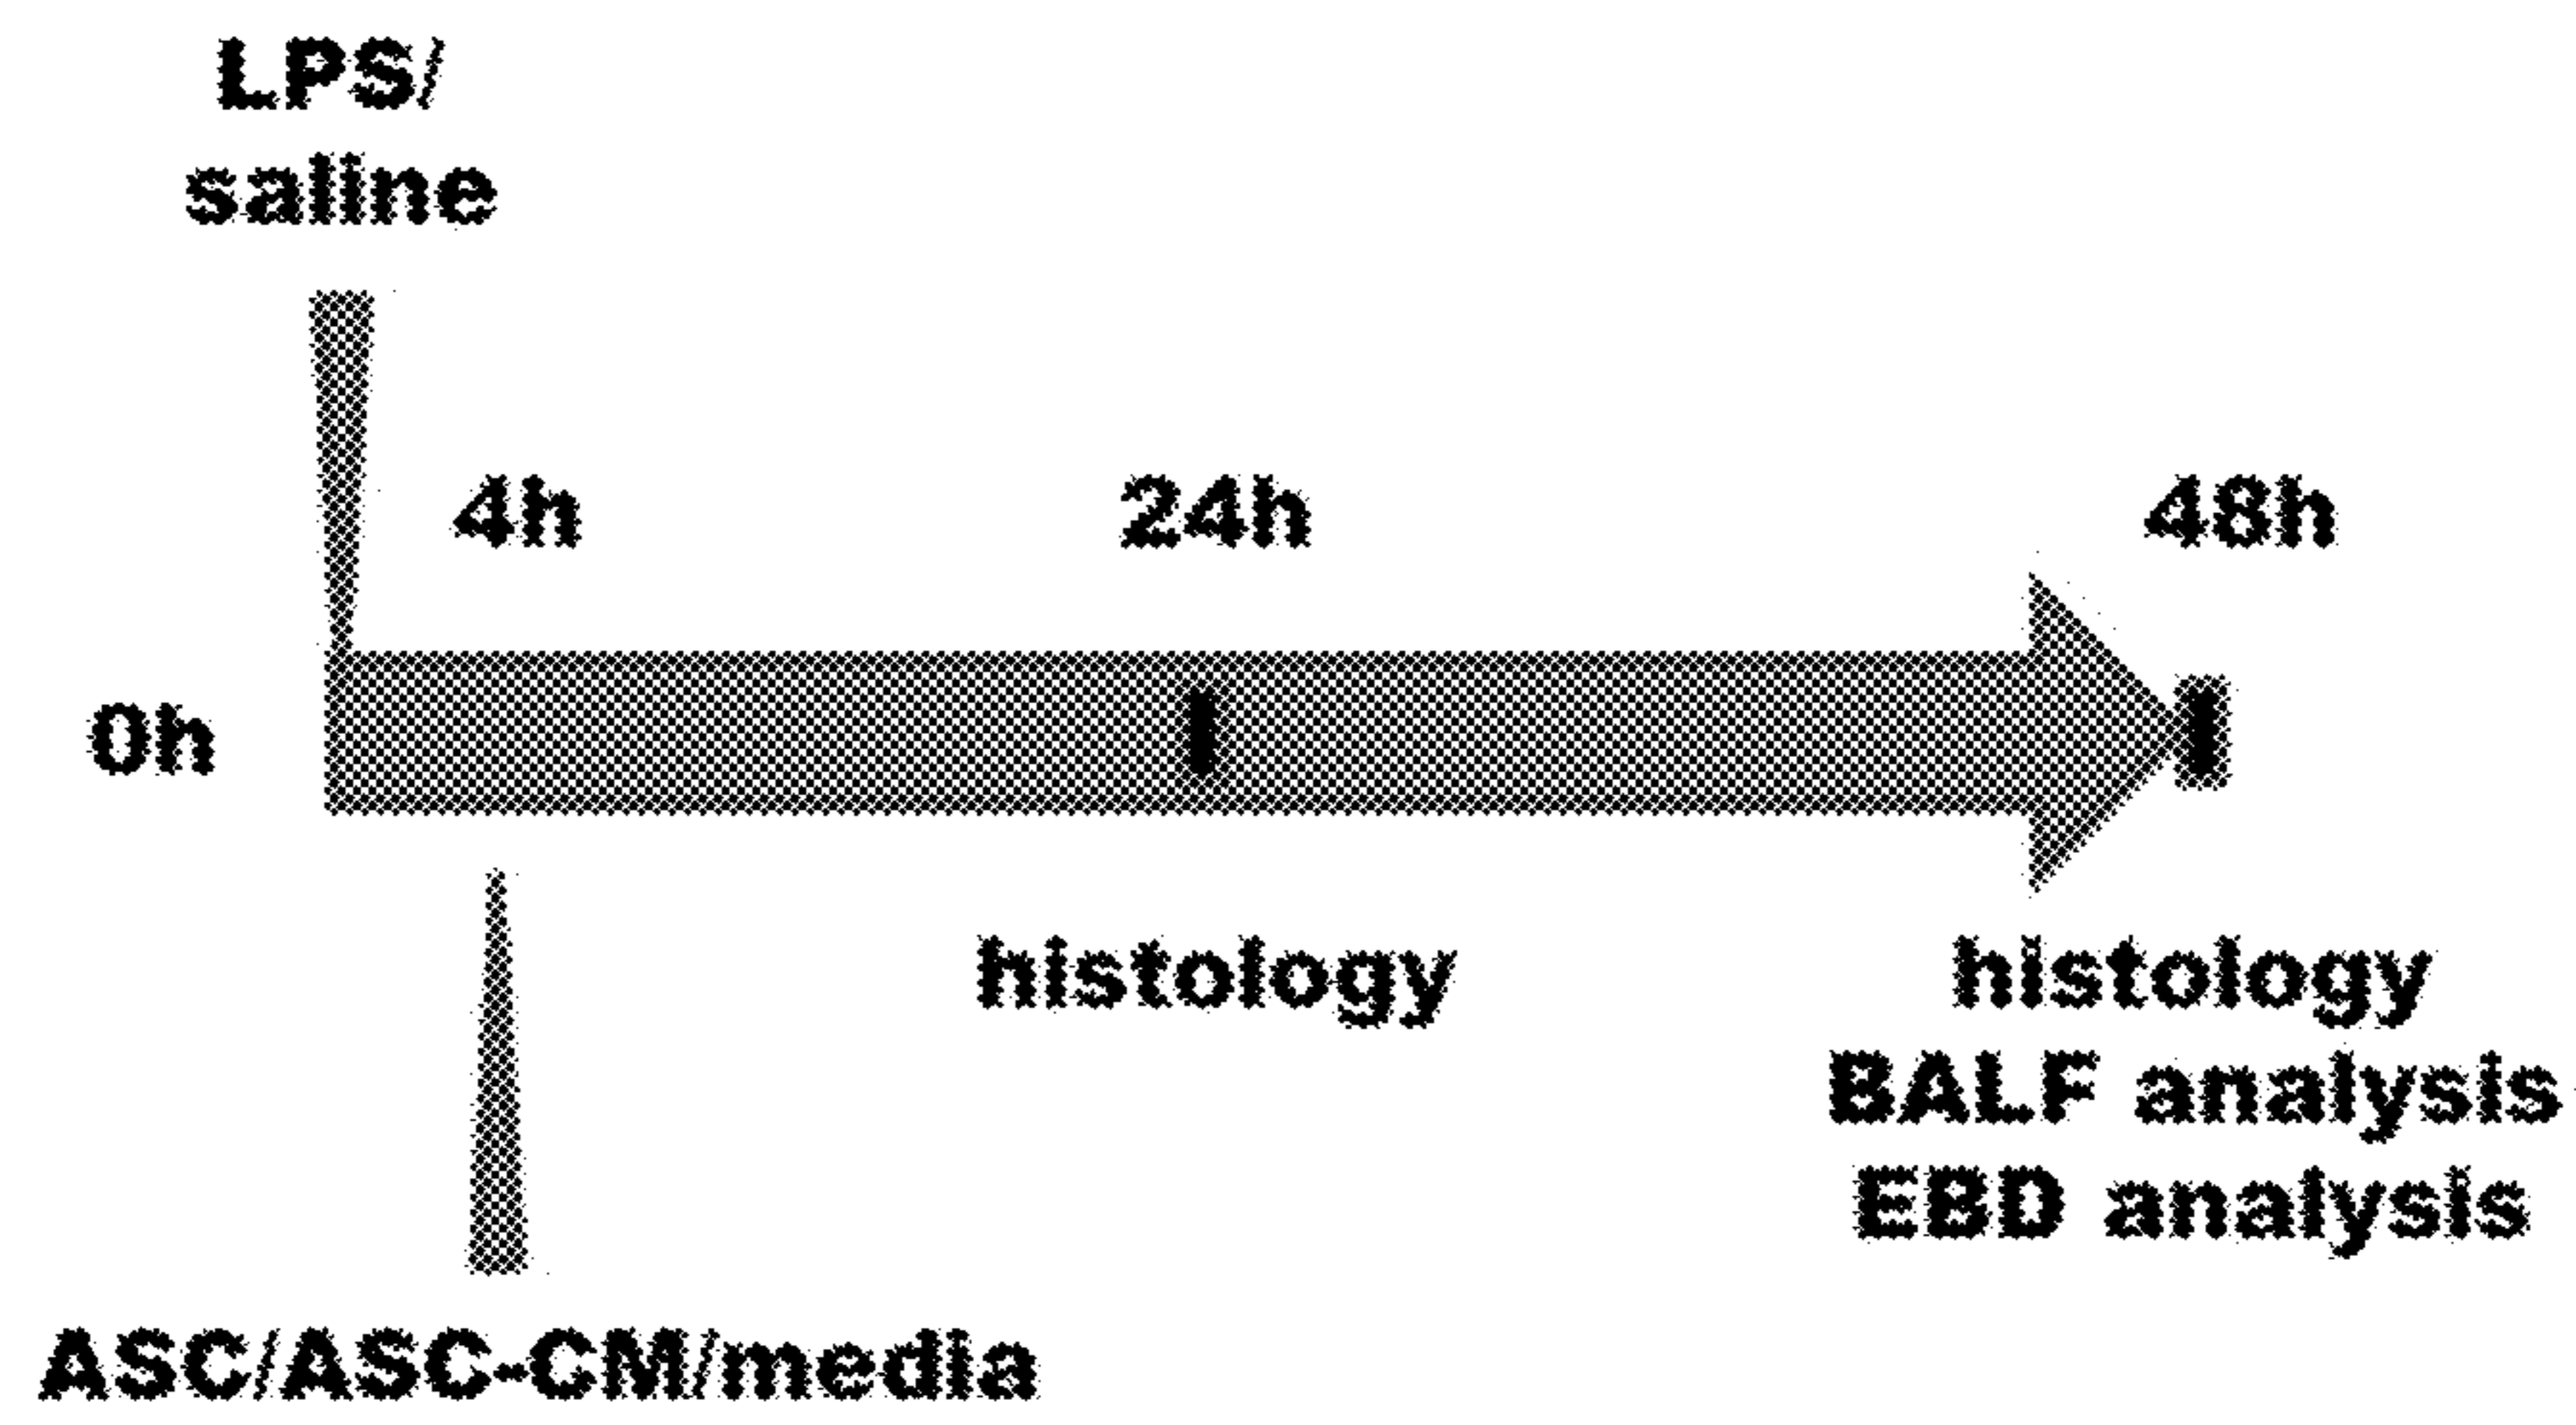 LPS/
saline
4h
24h
48h
0h
histology
histology
BALF analysis
EBD analysis
ASC/ASC-CM/media